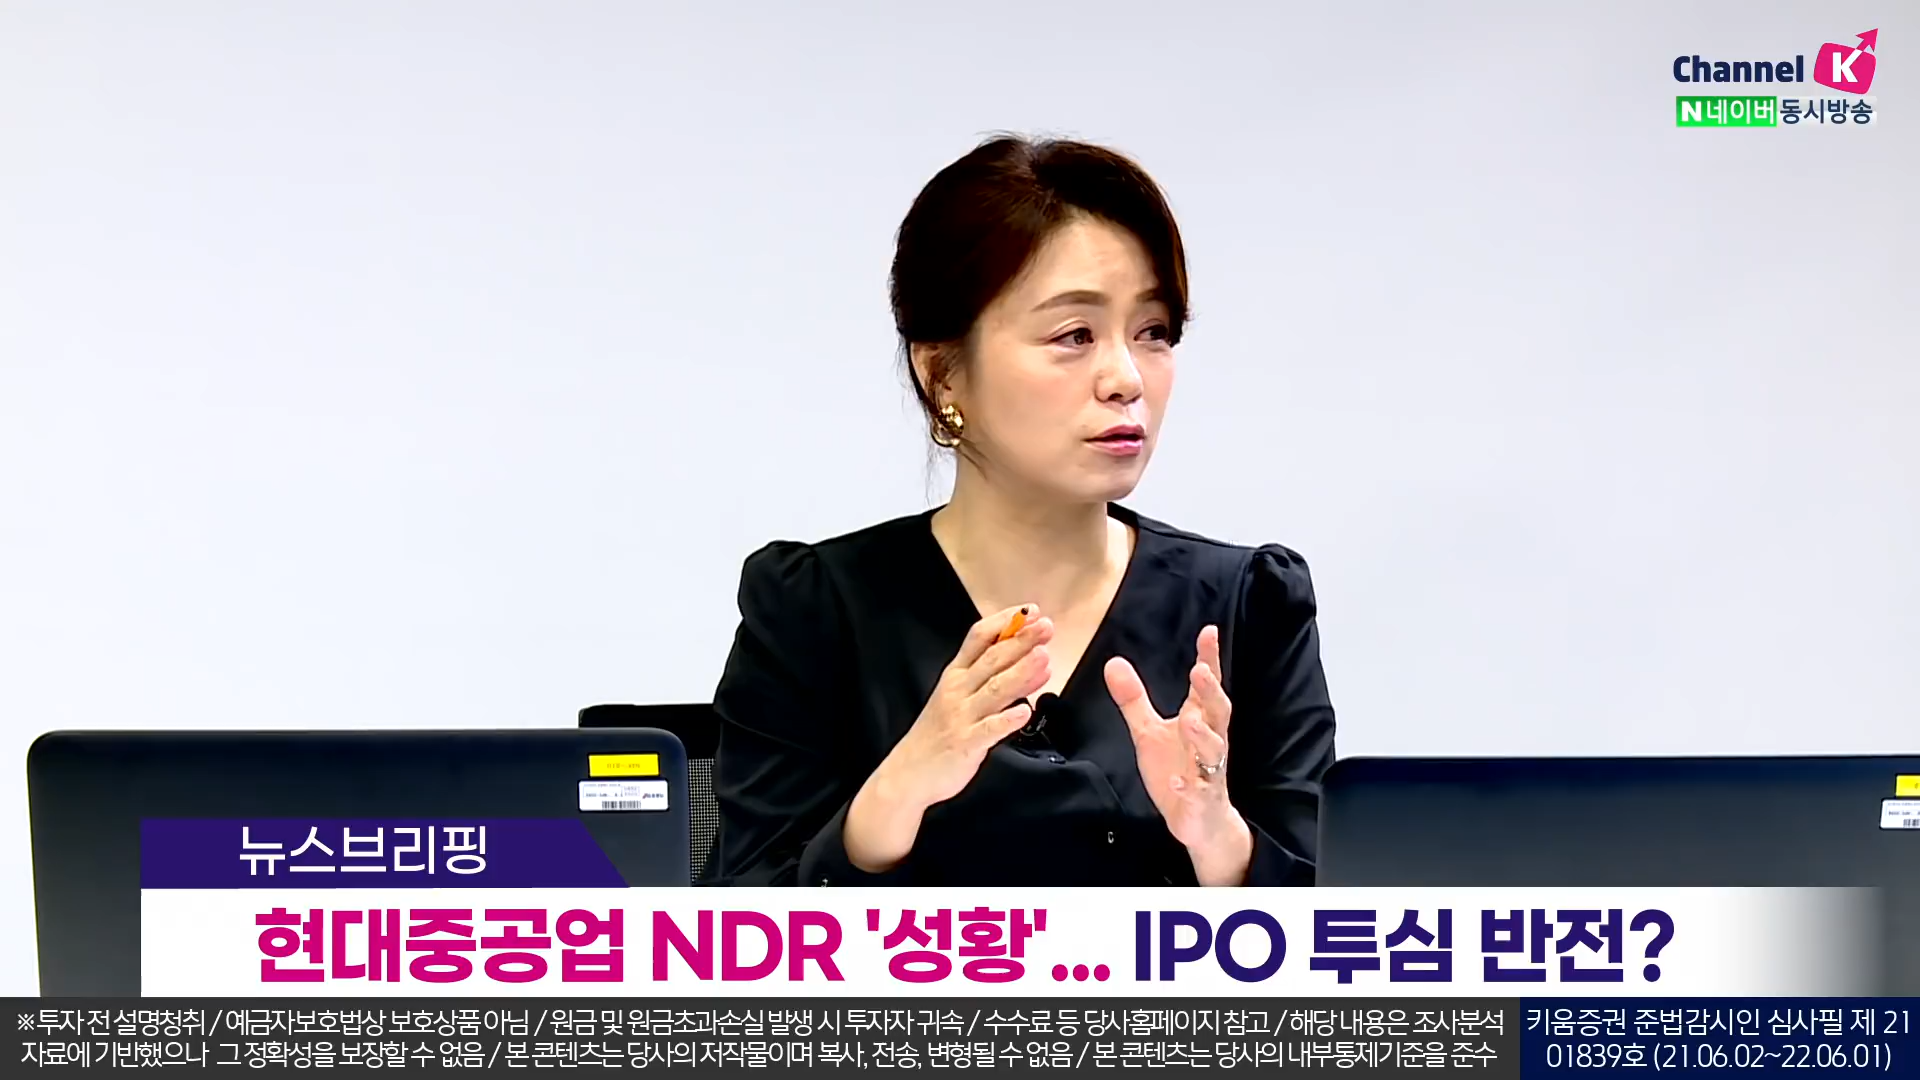 Channel K
N네이버동시방송
뉴스브리핑
현대중공업 NDR '성황'... IPO 투심 반전?
※투자 전 설명청취 / 예금자보호법상 보호상품 아님 / 원금 및 원금초과손실 발생 시 투자자 귀속 / 수수료 등 당사홈페이지 참고 / 해당 내용은 조사분석
자료에 기반했으나 그 정확성을 보장할 수 없음 / 본 콘텐츠는 당사의 저작물이며 복사, 전송, 변형될 수 없음 / 본 콘텐츠는 당사의 내부통제기준을 준수
키움증권 준법감시인 심사필 제 21
01839호 (21.06.02~22.06.01)